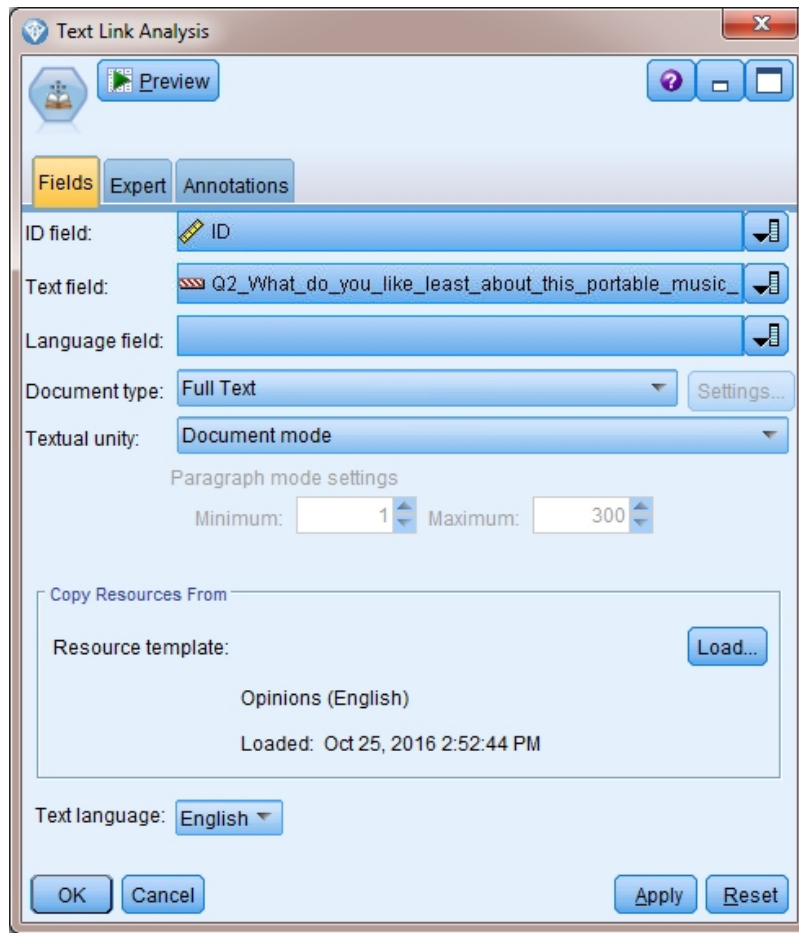 Text Link Analysis
Preview
Fields Expert Annotations
ID field: ID
Text field: Q2_What_do_you_like_least_about_this_portable_music_
Language field:
Document type: Full Text Settings...
Textual unity: Document mode
Paragraph mode settings
Minimum: 1 Maximum: 300
Copy Resources From
Resource template: Load...
Opinions (English)
Loaded: Oct 25, 2016 2:52:44 PM
Text language: English
OK Cancel Apply Reset